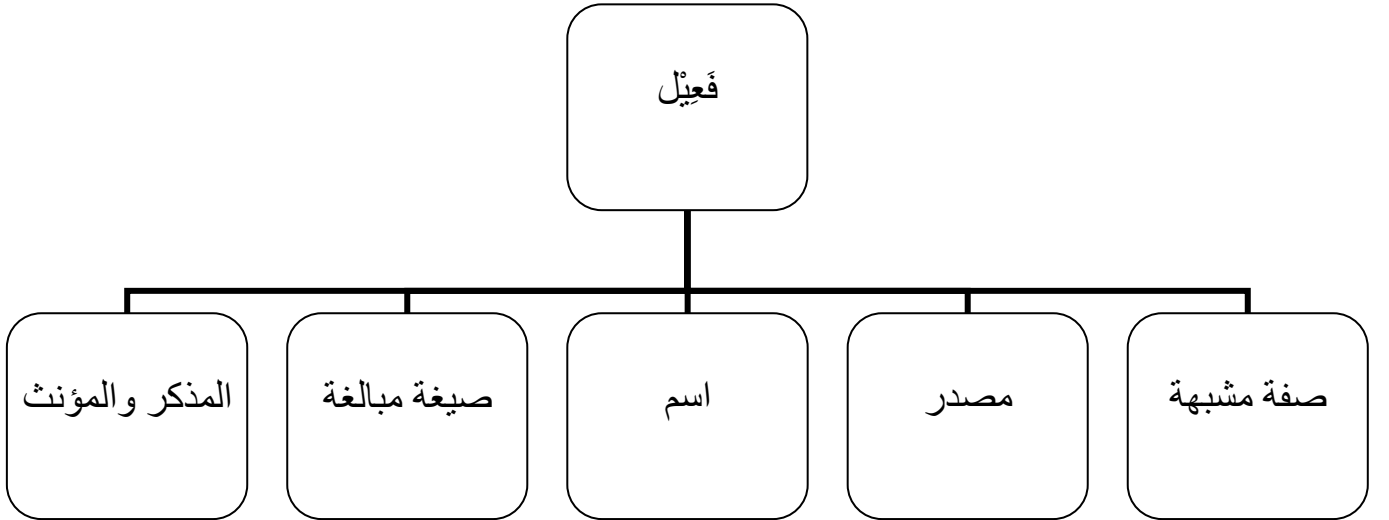 فَعِيْل
صفة مشبهة
مصدر
اسم
صيغة مبالغة
المذكر والمؤنث